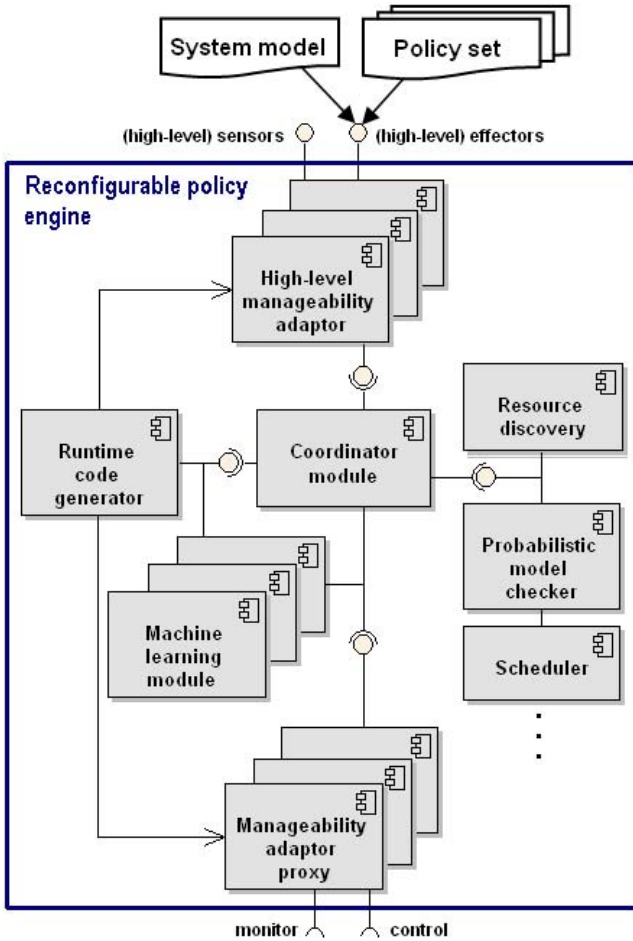 System model
Policy set
(high-level) sensors
(high-level) effectors
Reconfigurable policy
engine
High-level
manageability
adaptor
Resource
discovery
Runtime
code
generator
Coordinator
module
Probabilistic
model
checker
Machine
learning
module
Scheduler
Manageability
adaptor
proxy
monitor
control